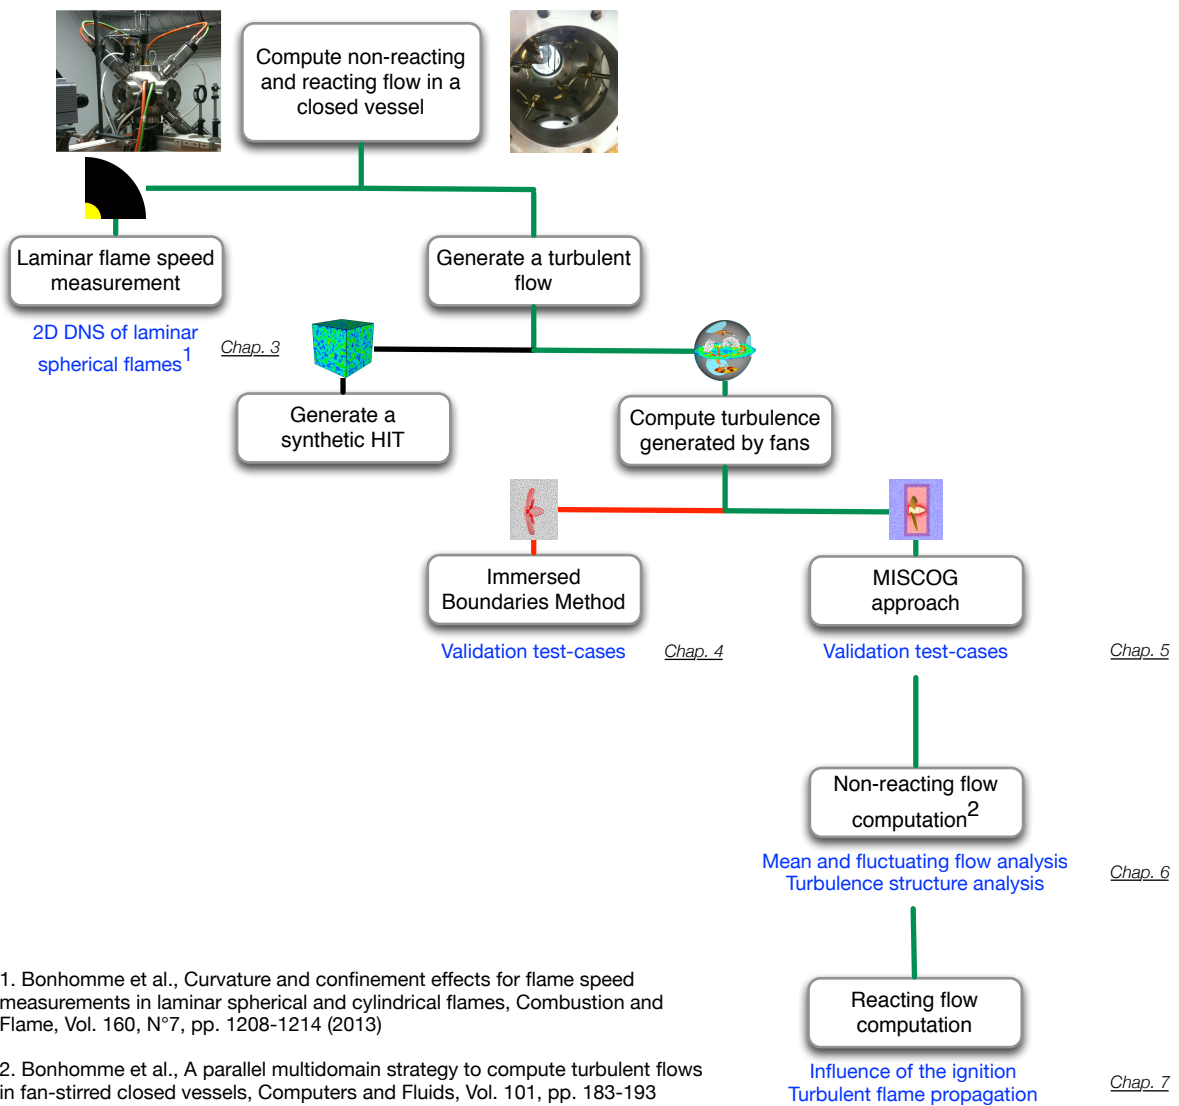 Compute non-reacting
and reacting flow in a
closed vessel
Laminar flame speed
measurement
Generate a turbulent
flow
2D DNS of laminar
spherical flames1
Chap. 3
Generate a
synthetic HIT
Compute turbulence
generated by fans
Immersed
Boundaries Method
MISCOG
approach
Validation test-cases
Chap. 4
Validation test-cases
Chap. 5
Non-reacting flow
computation2
Mean and fluctuating flow analysis
Turbulence structure analysis
Chap. 6
Reacting flow
computation
Influence of the ignition
Turbulent flame propagation
Chap. 7
1. Bonhomme et al., Curvature and confinement effects for flame speed
measurements in laminar spherical and cylindrical flames, Combustion and
Flame, Vol. 160, N°7, pp. 1208-1214 (2013)
2. Bonhomme et al., A parallel multidomain strategy to compute turbulent flows
in fan-stirred closed vessels, Computers and Fluids, Vol. 101, pp. 183-193